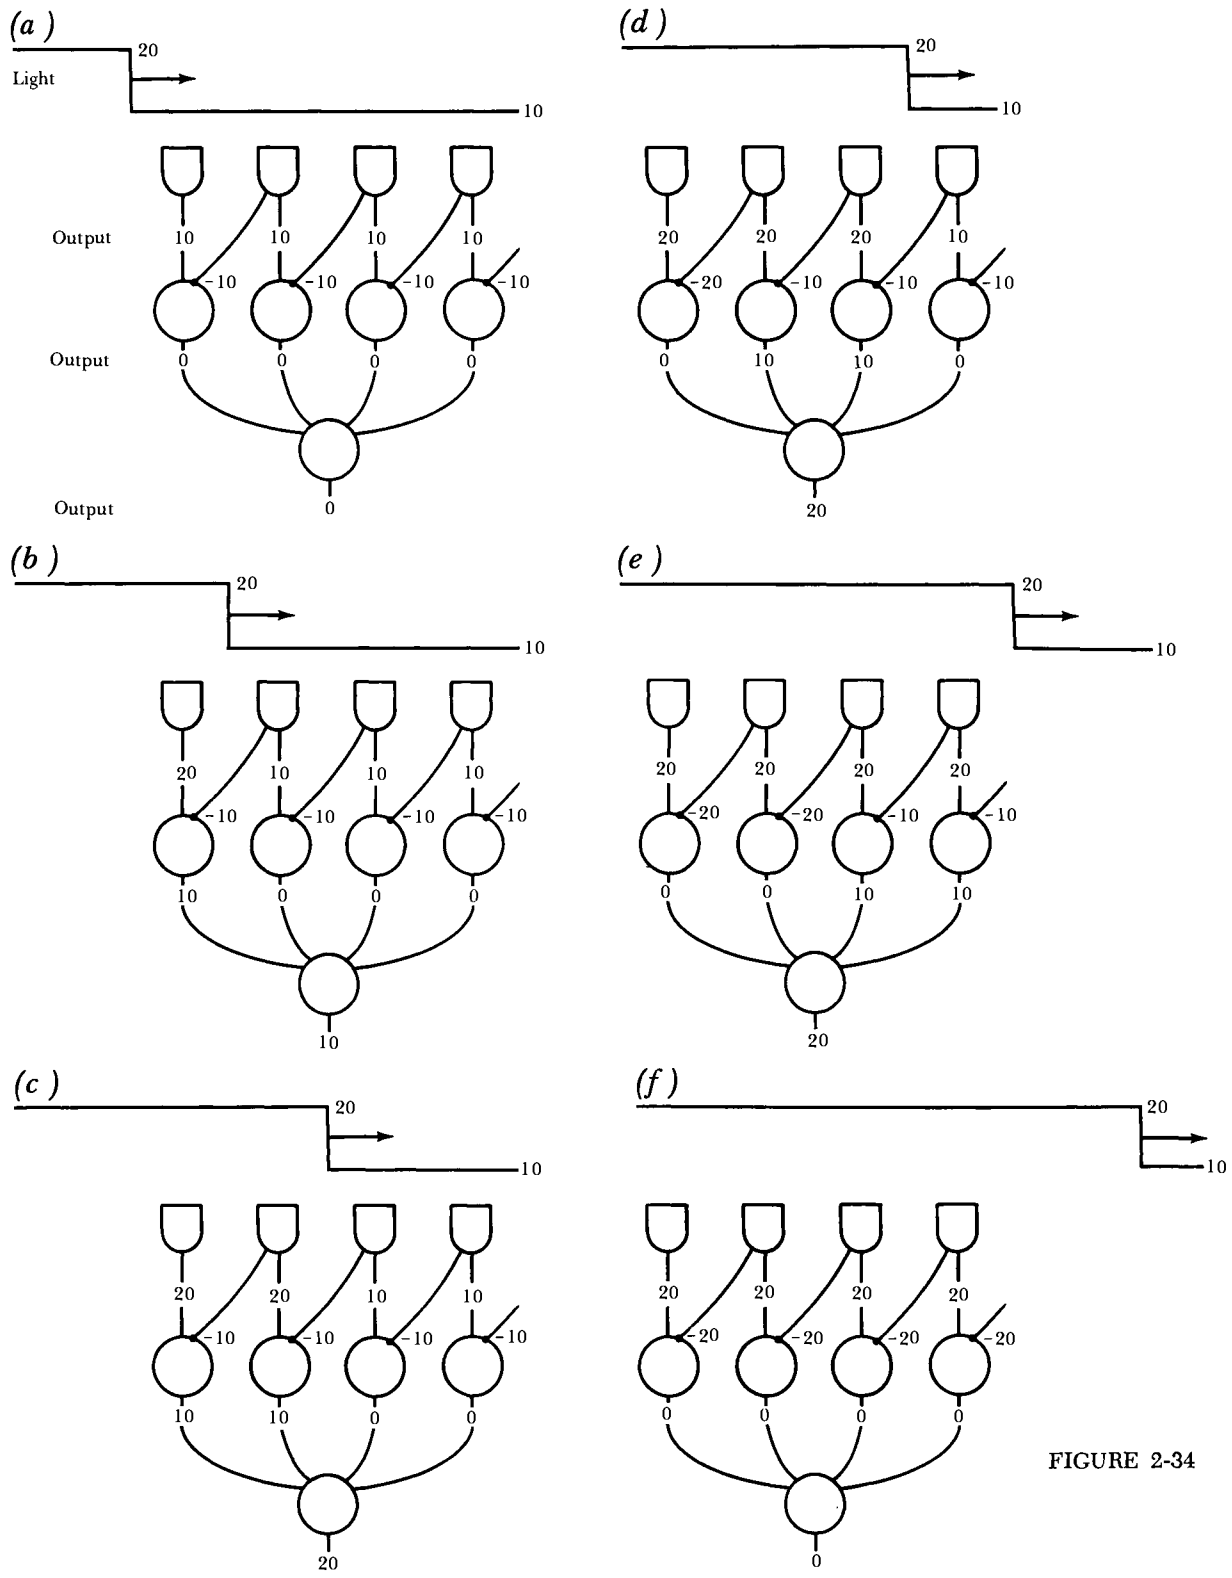 (a)
20
Light
10
Output 10 10 10 10
-10 -10 -10 -10
Output 0 0 0 0
Output 0
(b)
20
10
20 10 10 10
-10 -10 -10 -10
10 0 0 0
10
(c)
20
10
20 20 10 10
-10 -10 -10 -10
10 10 0 0
20
(d)
20
10
20 20 20 10
-20 -10 -10 -10
0 10 10 0
20
(e)
20
10
20 20 20 20
-20 -20 -10 -10
0 0 10 10
20
(f)
20
10
20 20 20 20
-20 -20 -20 -20
0 0 0 0
0
FIGURE 2-34